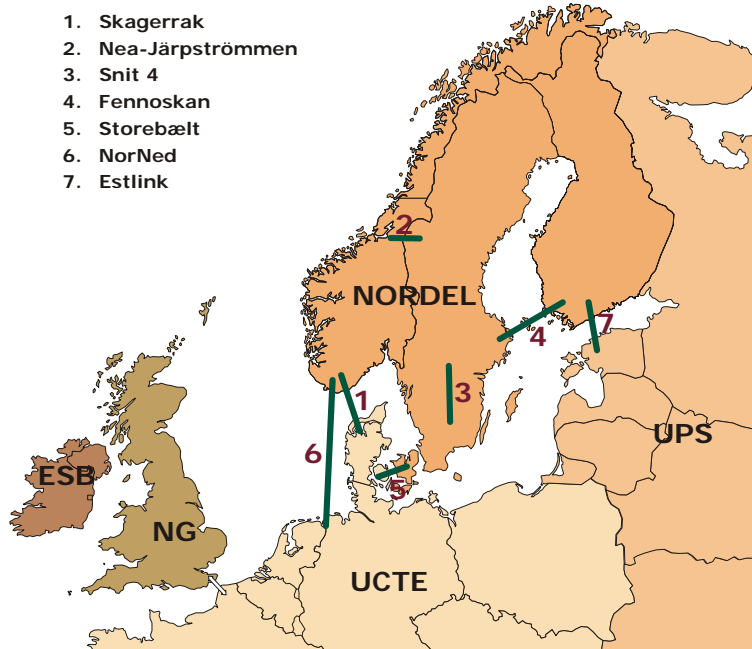 1. Skagerrak
2. Nea-Järpströmmen
3. Snit 4
4. Fennoskan
5. Storebælt
6. NorNed
7. Estlink
2
NORDEL
7
4
1
3
6
UPS
ESB
5
NG
UCTE